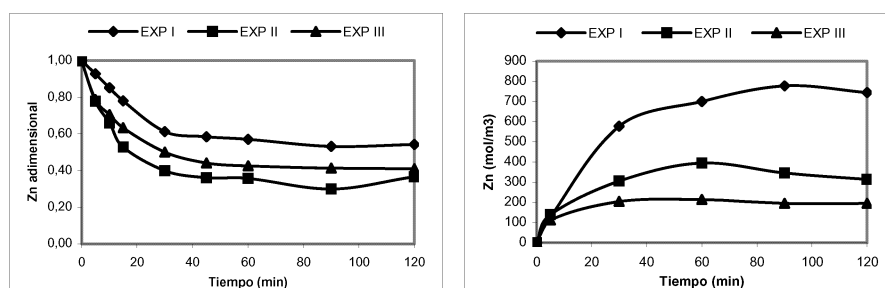 EXP I EXP II EXP III
1,00
0,80
0,60
0,40
0,20
0,00
Zn adimensional
0 20 40 60 80 100 120
Tiempo (min)
EXP I EXP II EXP III
900
800
700
600
500
400
300
200
100
0
Zn (mol/m3)
0 20 40 60 80 100 120
Tiempo (min)